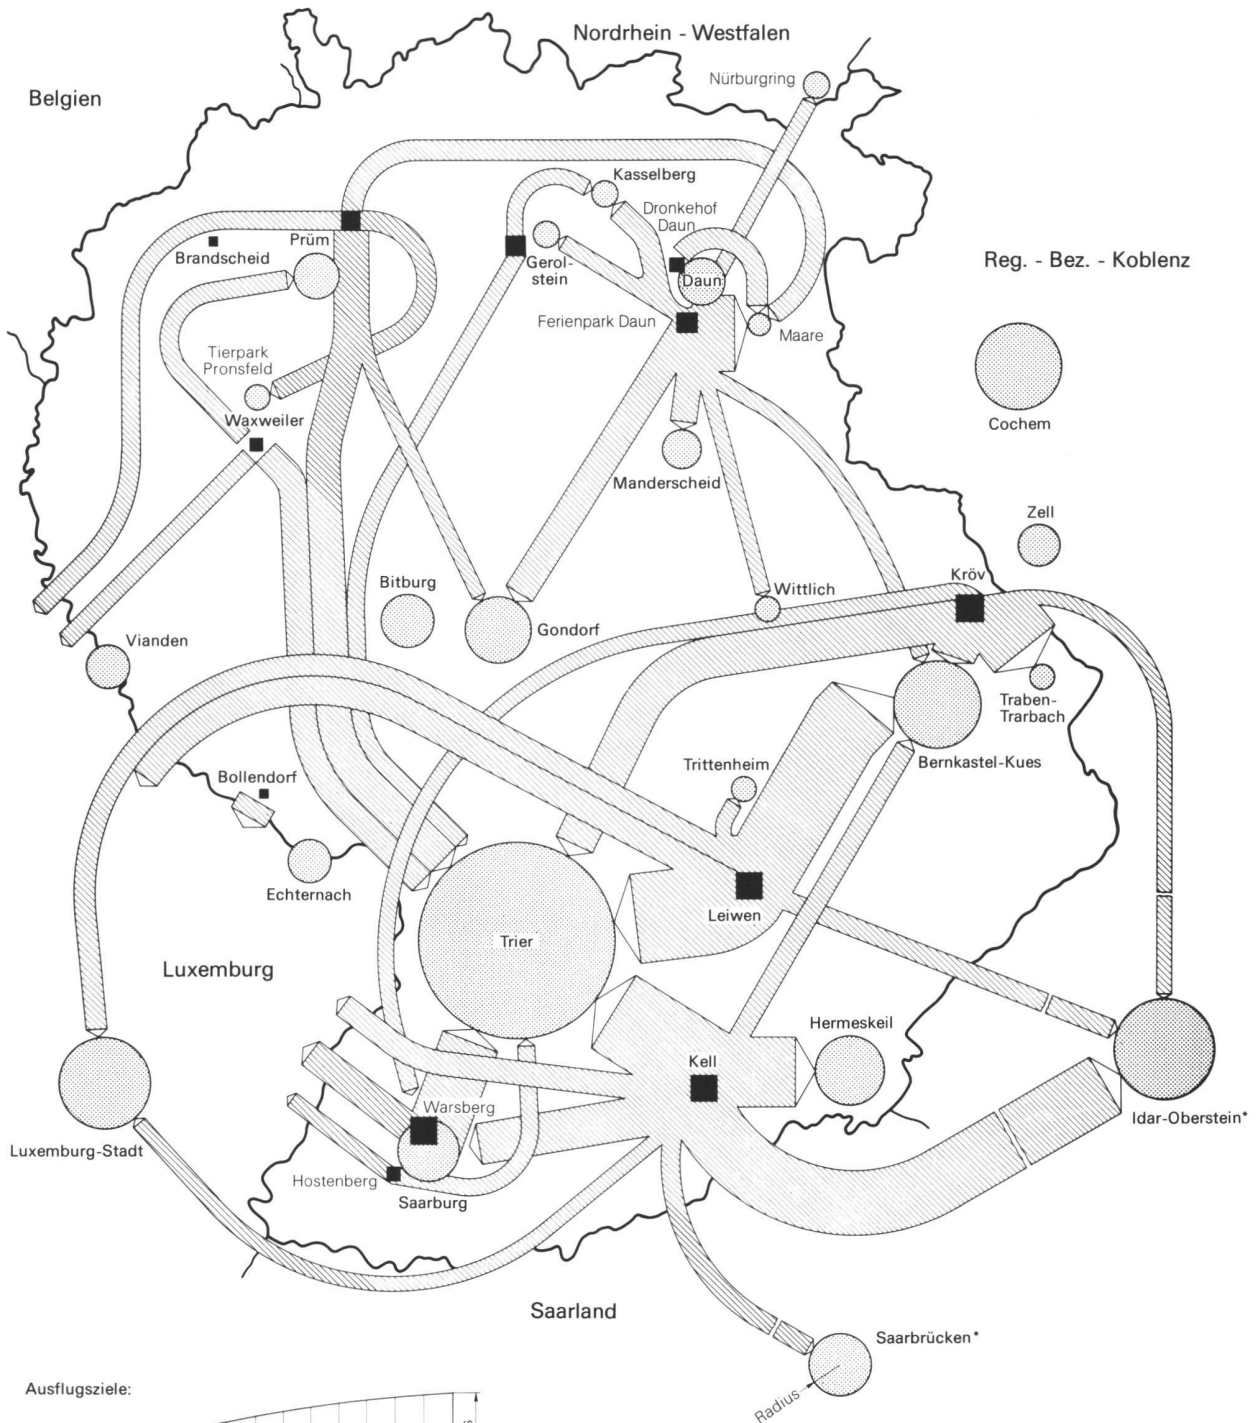 Nordrhein - Westfalen
Nürburgring
Belgien
Kasselberg
Dronkehof
Daun
Prüm
Brandscheid
Gerol-
stein
Daun
Reg. - Bez. - Koblenz
Ferienpark Daun
Maare
Tierpark
Pronsfeld
Waxweiler
Cochem
Manderscheid
Zell
Bitburg
Kröv
Wittlich
Vianden
Gondorf
Traben-
Trarbach
Bernkastel-Kues
Trittenheim
Bollendorf
Echternach
Leiwen
Trier
Luxemburg
Hermeskeil
Kell
Warsberg
Idar-Oberstein*
Luxemburg-Stadt
Hostenberg
Saarburg
Saarland
Saarbrücken*
Ausflugsziele:
Radius